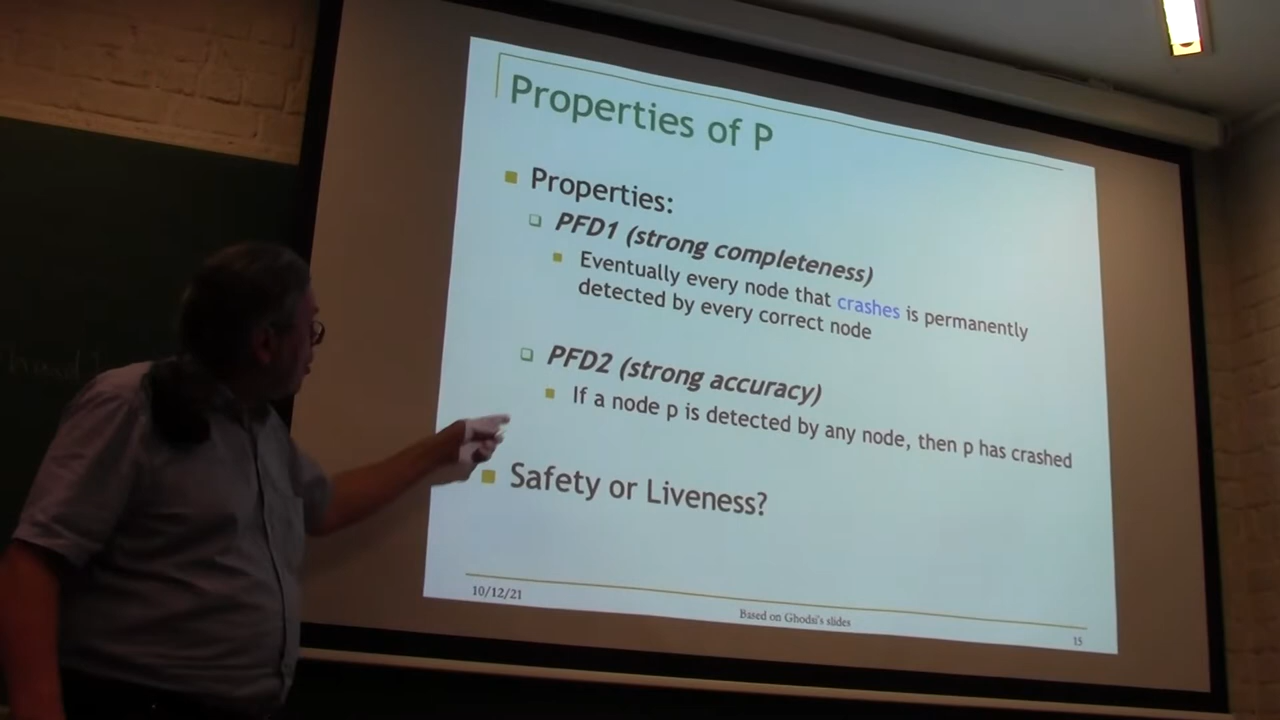 Properties of P
Properties:
PFD1 (strong completeness)
Eventually every node that crashes is permanently
detected by every correct node
PFD2 (strong accuracy)
If a node p is detected by any node, then p has crashed
Safety or Liveness?
10/12/21
Based on Ghodsi's slides
15